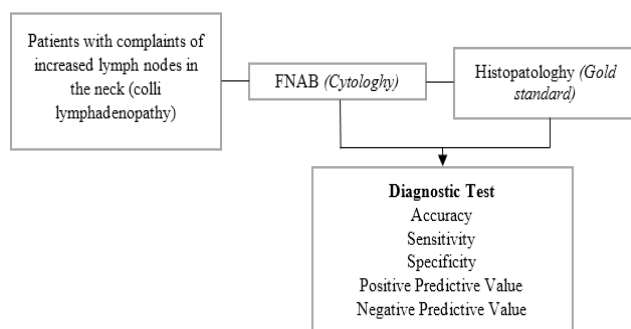 Patients with complaints of
increased lymph nodes in
the neck (colli
lymphadenopathy)
FNAB (Cytologhy)
Histopatologhy (Gold
standard)
Diagnostic Test
Accuracy
Sensitivity
Specificity
Positive Predictive Value
Negative Predictive Value